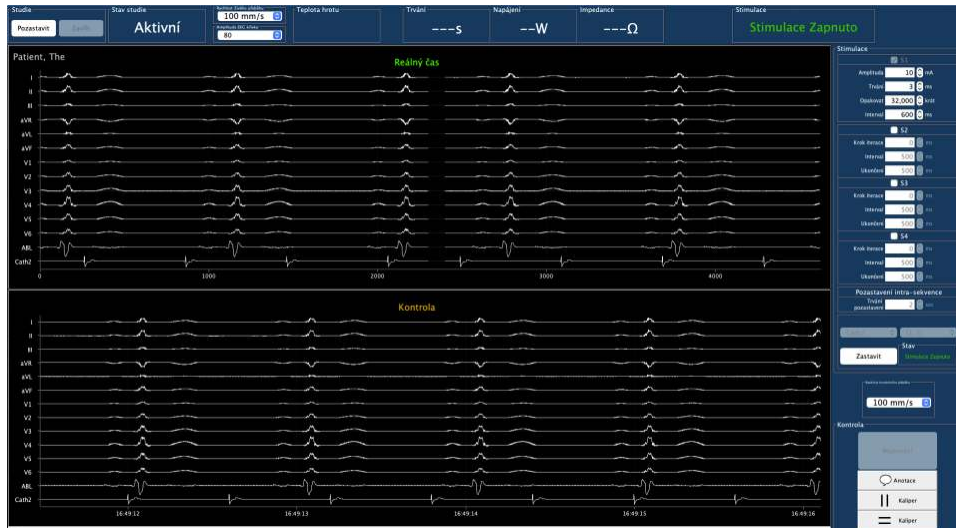 Studie
Pozastavit
Stav studie
Aktivní
100 mm/s
80
Teplota hrotu
Trvání
---s
Napájení
--W
Impedance
---Ω
Stimulace
Stimulace Zapnuto
Patient, The
Reálný čas
I
II
III
aVR
aVL
aVF
V1
V2
V3
V4
V5
V6
ABL
Cath2
0 1000 2000 3000 4000
Kontrola
I
II
III
aVR
aVL
aVF
V1
V2
V3
V4
V5
V6
ABL
Cath2
16:49:12 16:49:13 16:49:14 16:49:15 16:49:16
Stimulace
S1
Amplituda 10 mA
Trvání 3 ms
Opakovat 32,000 krát
Interval 600 ms
S2
Krok iterace 0 ms
Interval 500 ms
Ukončení 500 ms
S3
Krok iterace 0 ms
Interval 500 ms
Ukončení 500 ms
S4
Krok iterace 0 ms
Interval 500 ms
Ukončení 500 ms
Pozastavení intra-sekvence
Trvání
pozastavení 2
Stav
Zastavit
Stimulace Zapnuto
100 mm/s
Kontrola
Anotace
Kaliper
Kaliper